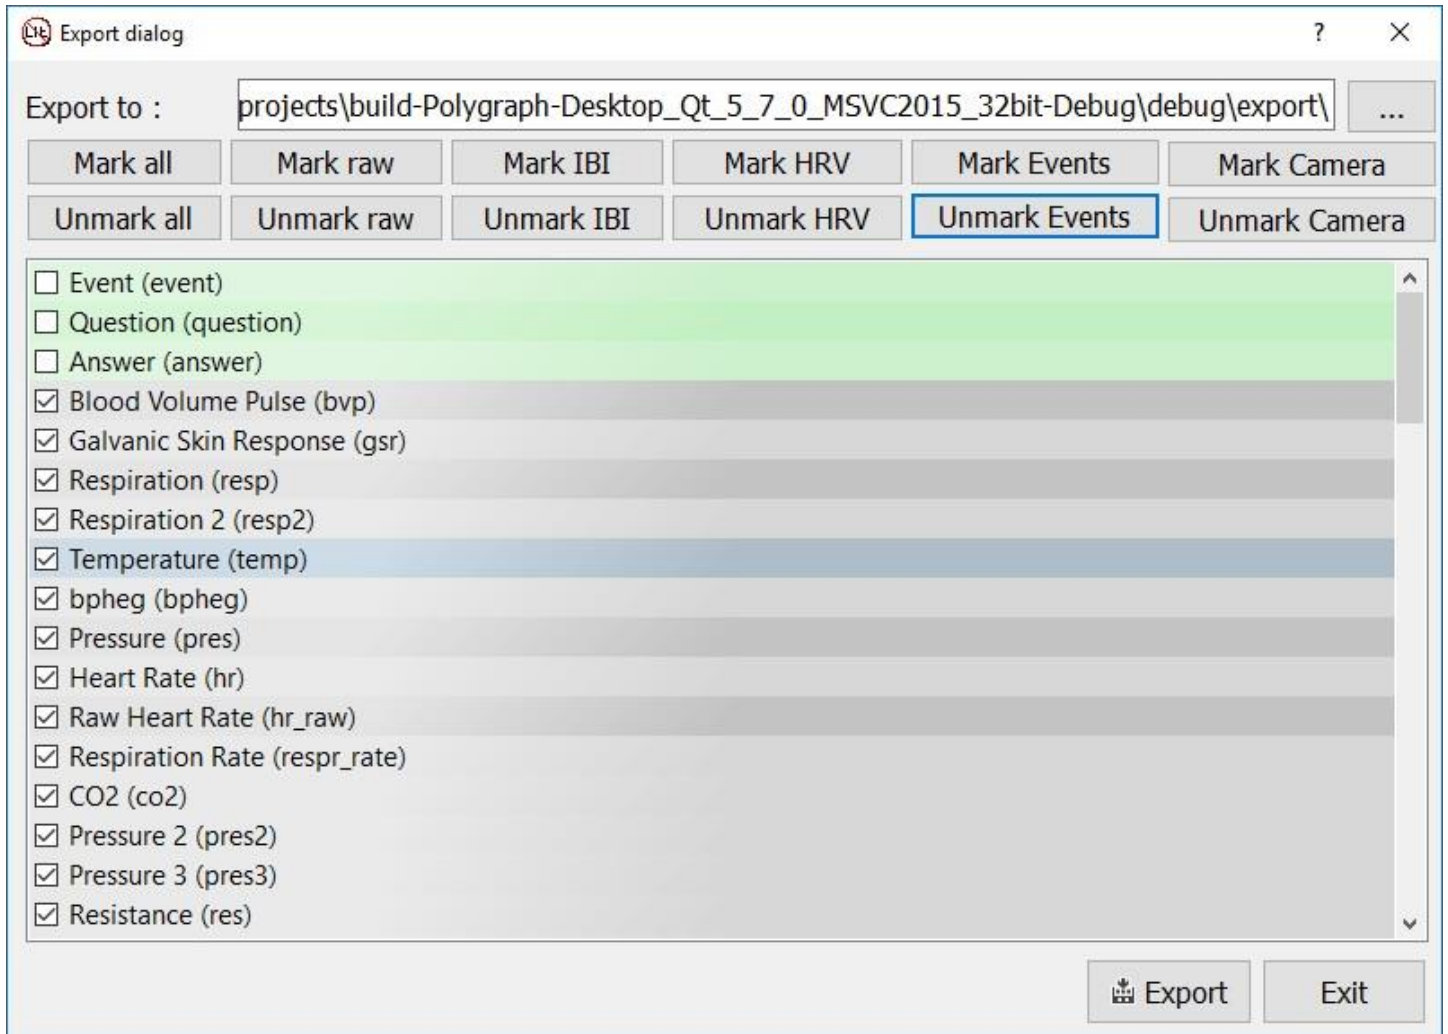 Export dialog
?
Export to :
projects\build-Polygraph-Desktop_Qt_5_7_0_MSVC2015_32bit-Debug\debug\export\
...
Mark all Mark raw Mark IBI Mark HRV Mark Events Mark Camera
Unmark all Unmark raw Unmark IBI Unmark HRV Unmark Events Unmark Camera
Event (event)
Question (question)
Answer (answer)
Blood Volume Pulse (bvp)
Galvanic Skin Response (gsr)
Respiration (resp)
Respiration 2 (resp2)
Temperature (temp)
bpheg (bpheg)
Pressure (pres)
Heart Rate (hr)
Raw Heart Rate (hr_raw)
Respiration Rate (respr_rate)
CO2 (co2)
Pressure 2 (pres2)
Pressure 3 (pres3)
Resistance (res)
Export Exit